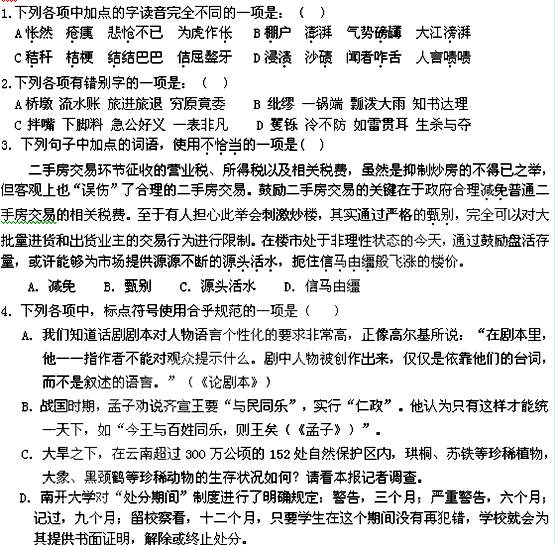 1.下列各项中加点的字读音完全不同的一项是：（ ）
A怅然 疮痍 悲怆不已 为虎作伥 B棚户 澎湃 气势磅礴 大江滂湃
C秸秆 桔梗 结结巴巴 佶屈聱牙 D浸渍 沙碛 闻者咋舌 人言啧啧
2.下列各项有错别字的一项是：（ ）
A桥墩 流水账 旅进旅退 穷原竟委 B 纰缪 一锅端 瓢泼大雨 知书达理
C 拌嘴 下脚料 急公好义 一表非凡 D 矍铄 冷不防 如雷贯耳 生杀与夺
3. 下列句子中加点的词语，使用不恰当的一项是（ ）
二手房交易环节征收的营业税、所得税以及相关税费，虽然是抑制炒房的不得已之举，
但客观上也“误伤”了合理的二手房交易。鼓励二手房交易的关键在于政府合理减免普通二
手房交易的相关税费。至于有人担心此举会刺激炒楼，其实通过严格的甄别，完全可以对大
批量进货和出货业主的交易行为进行限制。在楼市处于非理性状态的今天，通过鼓励盘活存
量，或许能够为市场提供源源不断的源头活水，扼住信马由缰般飞涨的楼价。
A. 减免 B. 甄别 C. 源头活水 D. 信马由缰
4. 下列各项中，标点符号使用合乎规范的一项是（ ）
A. 我们知道话剧剧本对人物语言个性化的要求非常高，正像高尔基所说：“在剧本里，
他——指作者不能对观众提示什么。剧中人物被创作出来，仅仅是依靠他们的台词，
而不是叙述的语言。”（《论剧本》）
B. 战国时期，孟子劝说齐宣王要“与民同乐”，实行“仁政”。他认为只有这样才能统
一天下，如“今王与百姓同乐，则王矣（《孟子》）”。
C. 大旱之下，在云南超过 300 万公顷的 152 处自然保护区内，珙桐、苏铁等珍稀植物，
大象、黑颈鹤等珍稀动物的生存状况如何？请看本报记者调查。
D. 南开大学对“处分期间”制度进行了明确规定：警告，三个月；严重警告，六个月；
记过，九个月；留校察看，十二个月，只要学生在这个期间没有再犯错，学校就会为
其提供书面证明，解除或终止处分。